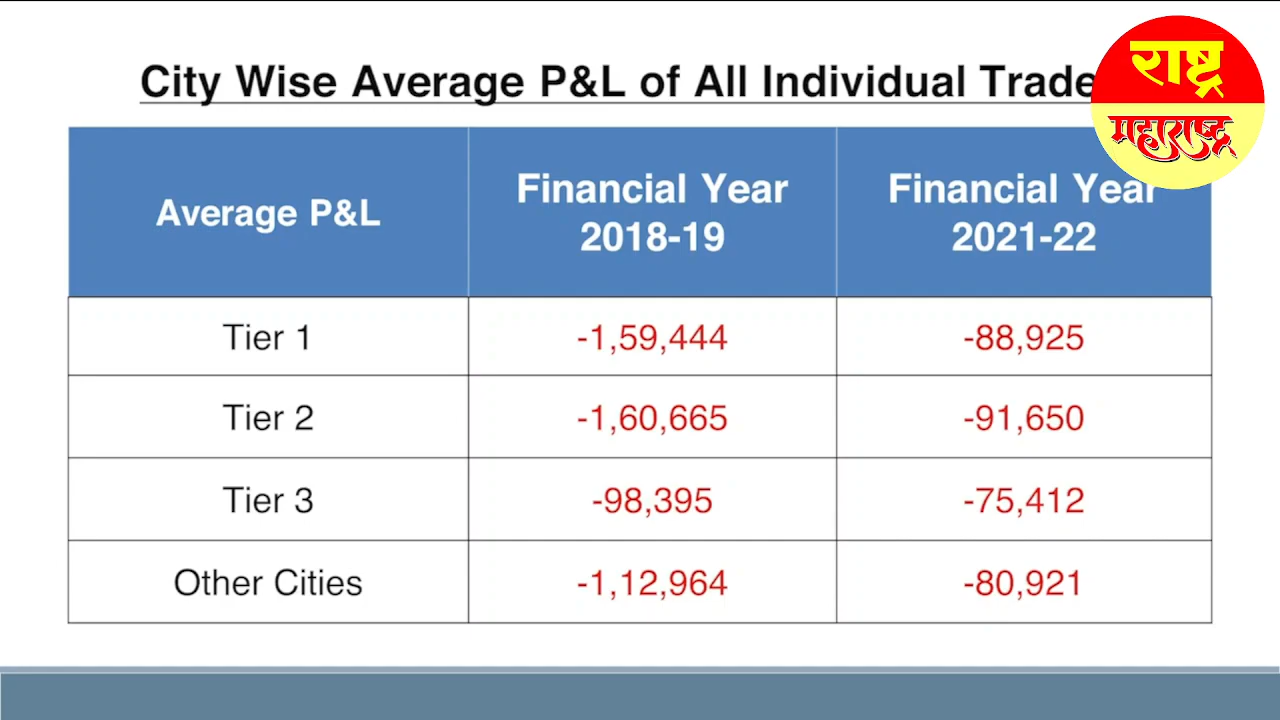 City Wise Average P&L of All Individual Trade
राष्ट्र
महाराष्ट्र
Average P&L
Financial Year
2018-19
Financial Year
2021-22
Tier 1
-1,59,444
-88,925
Tier 2
-1,60,665
-91,650
Tier 3
-98,395
-75,412
Other Cities
-1,12,964
-80,921